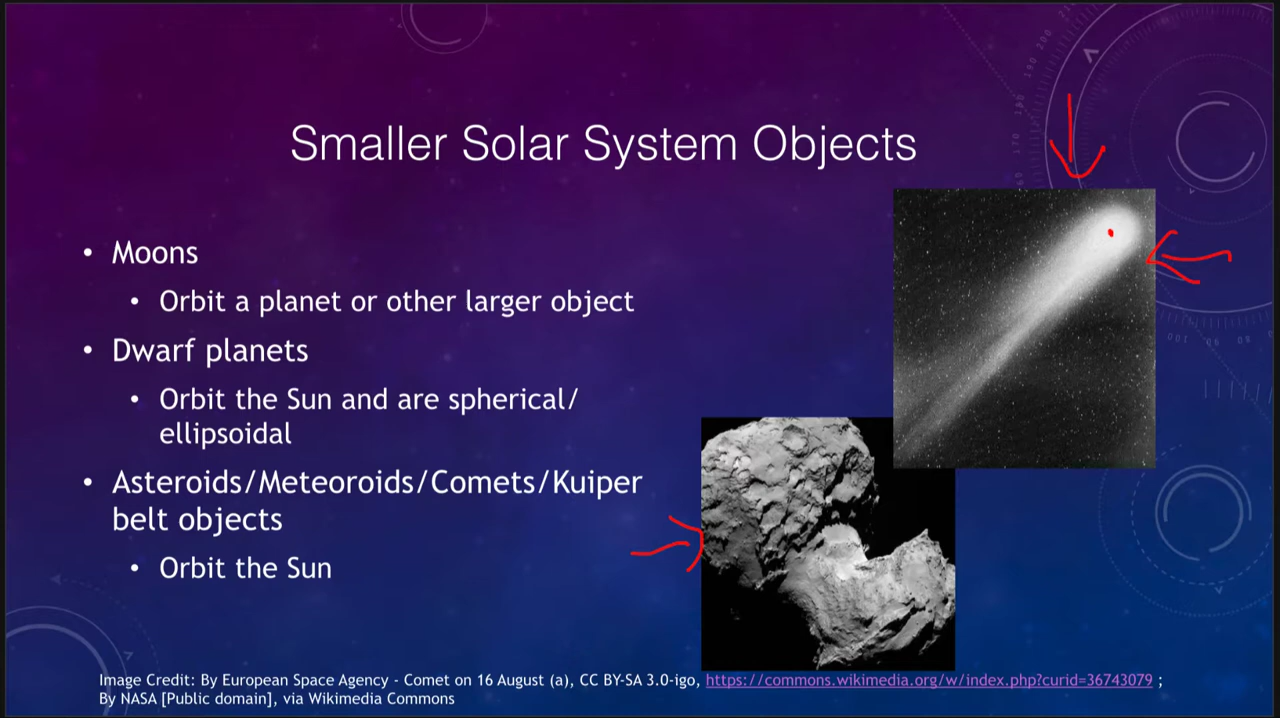 Smaller Solar System Objects
• Moons
• Orbit a planet or other larger object
• Dwarf planets
• Orbit the Sun and are spherical/
ellipsoidal
• Asteroids/Meteoroids/Comets/Kuiper
belt objects
• Orbit the Sun
Image Credit: By European Space Agency - Comet on 16 August (a), CC BY-SA 3.0-igo, https://commons.wikimedia.org/w/index.php?curid=36743079 ;
By NASA [Public domain], via Wikimedia Commons